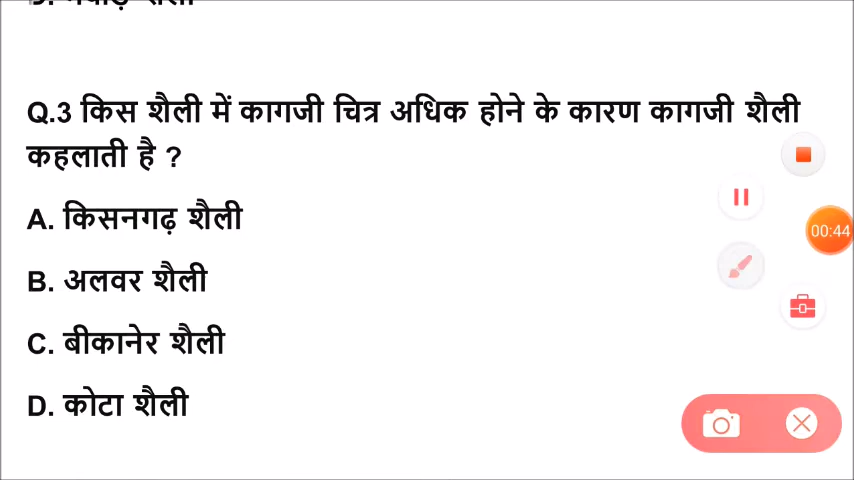 Q.3 किस शैली में कागजी चित्र अधिक होने के कारण कागजी शैली
कहलाती है ?
A. किसनगढ़ शैली
B. अलवर शैली
C. बीकानेर शैली
D. कोटा शैली
00:44